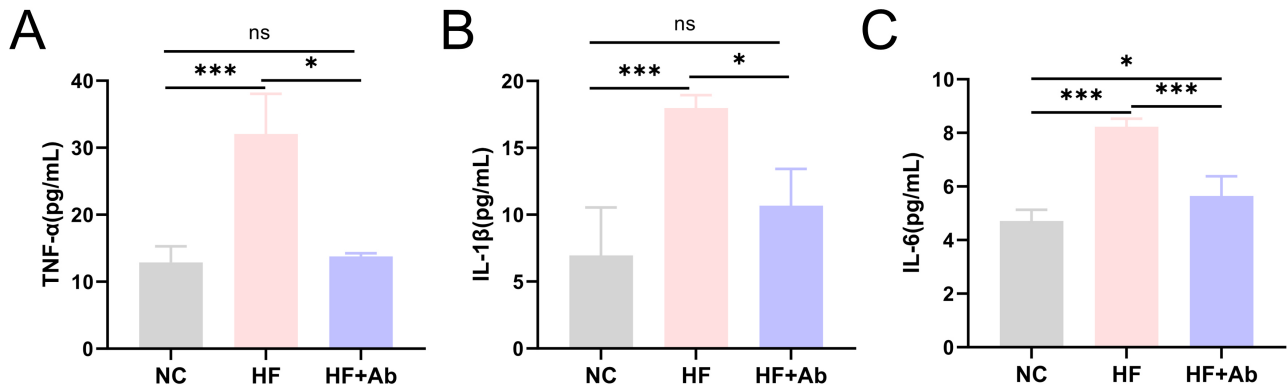 A
ns
***
*
TNF-α(pg/mL)
40
30
20
10
0
NC HF HF+Ab
B
ns
***
*
IL-1β(pg/mL)
20
15
10
5
0
NC HF HF+Ab
C
*
***
***
IL-6(pg/mL)
10
8
6
4
2
0
NC HF HF+Ab